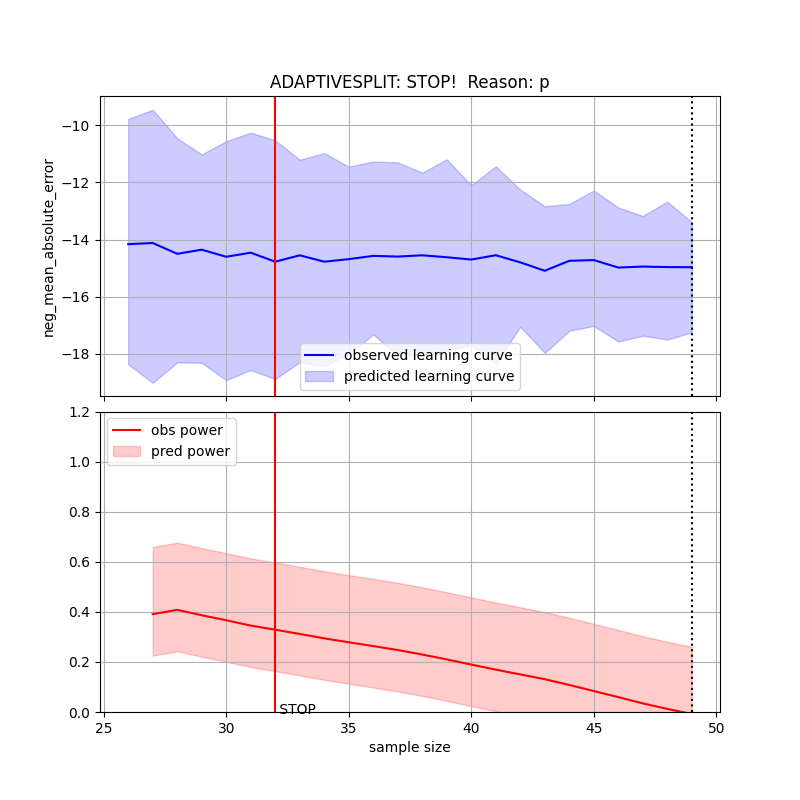 ADAPTIVESPLIT: STOP!  Reason: p
neg_mean_absolute_error
−10
−12
−14
−16
−18
observed learning curve
predicted learning curve
1.2
1.0
0.8
0.6
0.4
0.2
0.0
obs power
pred power
STOP
25
30
35
40
45
50
sample size